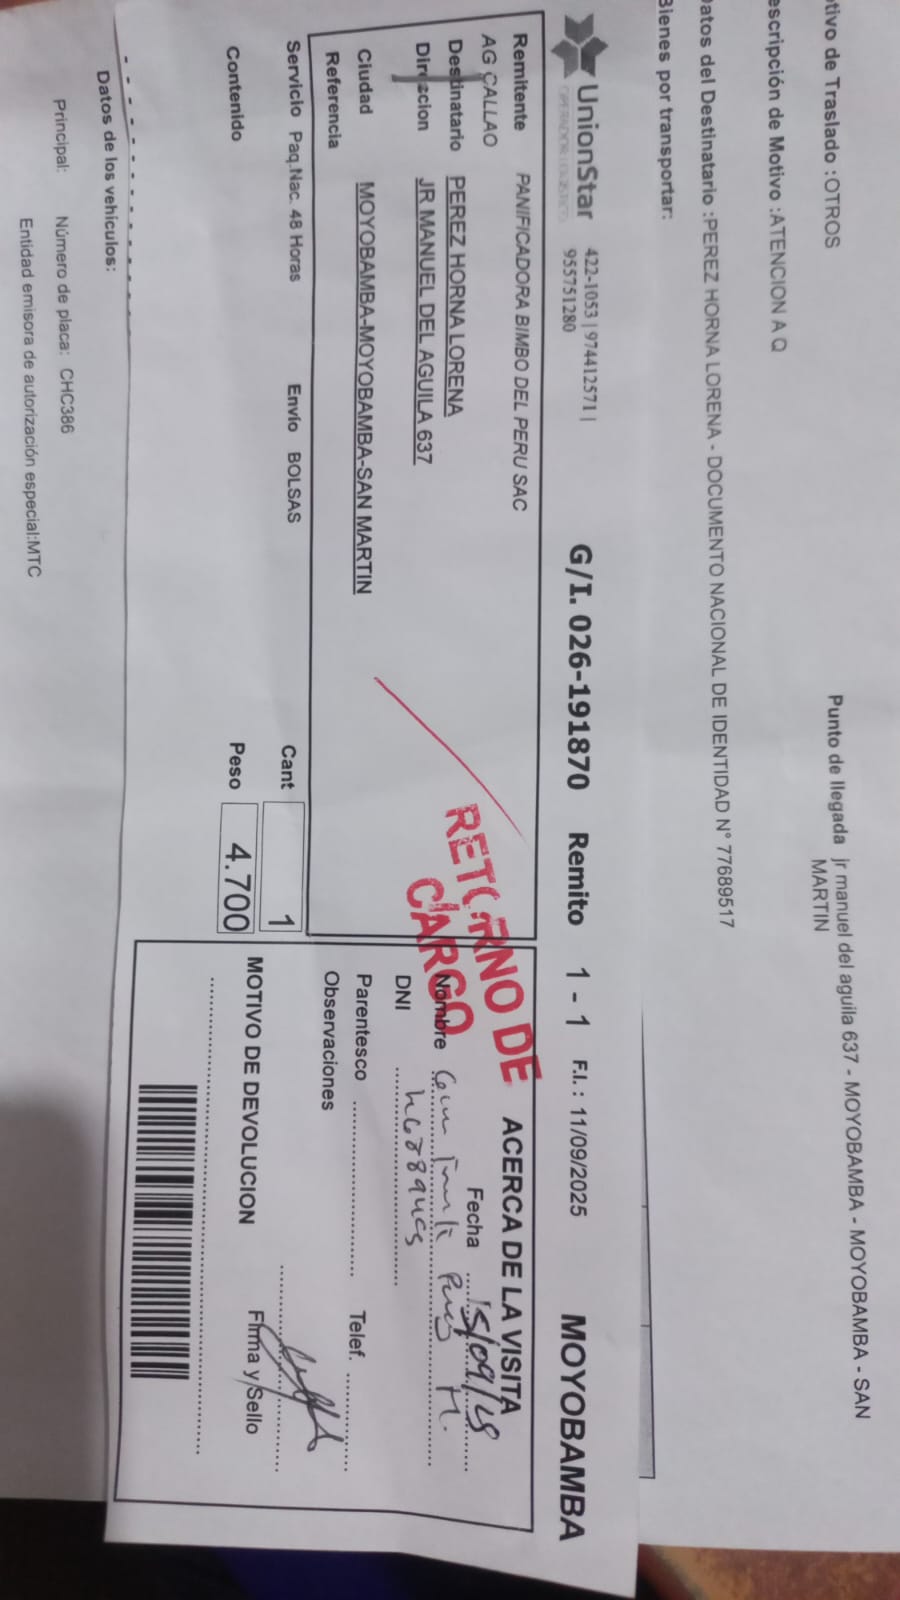 tivo de Traslado :OTROS
Punto de llegada jr manuel del aguila 637 - MOYOBAMBA - MOYOBAMBA - SAN
MARTIN
escripción de Motivo :ATENCION A Q
atos del Destinatario :PEREZ HORNA LORENA - DOCUMENTO NACIONAL DE IDENTIDAD N° 77689517
Bienes por transportar:
UnionStar
OPERADOR LOGISTICO
422-1053 | 974412571 |
955751280
G/I. 026-191870 Remito 1 - 1 F.I. : 11/09/2025 MOYOBAMBA
Remitente PANIFICADORA BIMBO DEL PERU SAC
AG CALLAO
Destinatario PEREZ HORNA LORENA
Direccion JR MANUEL DEL AGUILA 637
Ciudad MOYOBAMBA-MOYOBAMBA-SAN MARTIN
Referencia
Servicio Paq.Nac. 48 Horas Envío BOLSAS Cant 1
Contenido Peso 4.700
RETORNO DE
CARGO
ACERCA DE LA VISITA
Fecha 15/09/25
Nombre
DNI
Parentesco Telef.
Observaciones
MOTIVO DE DEVOLUCION Firma y Sello
Datos de los vehículos:
Principal: Número de placa: CHC386
Entidad emisora de autorización especial:MTC